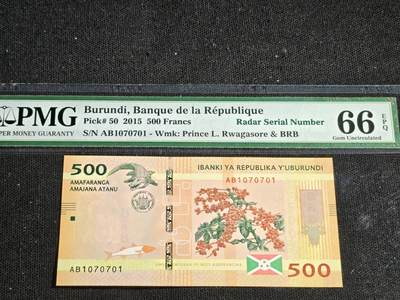 PMG
PAPER MONEY GUARANTY
Burundi, Banque de la République
Pick# 50 2015 500 Francs
Radar Serial Number
S/N AB1070701 - Wmk: Prince L. Rwagasore & BRB
66 EPQ
Gem Uncirculated
500
AMAFARANGA
AMAJANA ATANU
IBANKI YA REPUBLIKA Y'UBURUNDI
AB1070701
AB1070701
500